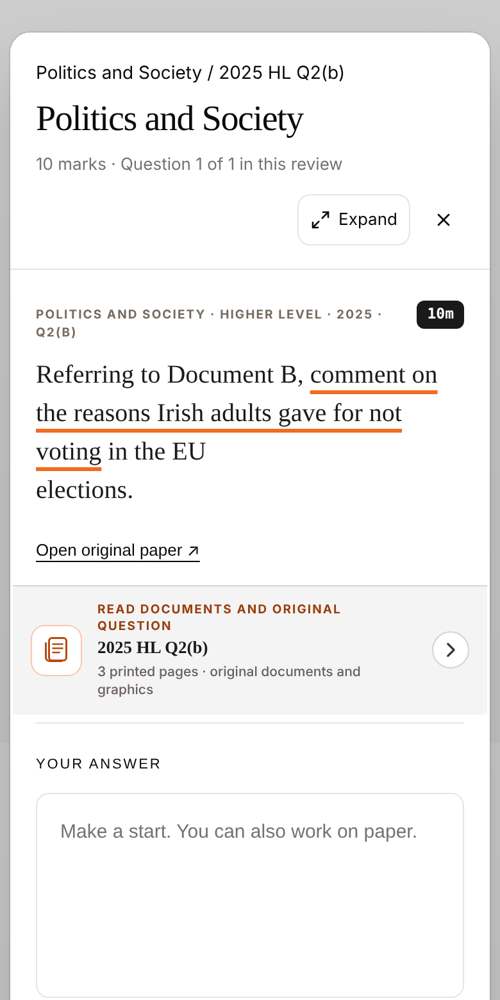 Politics and Society / 2025 HL Q2(b)
Politics and Society
10 marks · Question 1 of 1 in this review
Expand
POLITICS AND SOCIETY · HIGHER LEVEL · 2025 ·
Q2(B)
10m
Referring to Document B, comment on
the reasons Irish adults gave for not
voting in the EU
elections.
Open original paper ↗
READ DOCUMENTS AND ORIGINAL
QUESTION
2025 HL Q2(b)
3 printed pages · original documents and
graphics
YOUR ANSWER
Make a start. You can also work on paper.